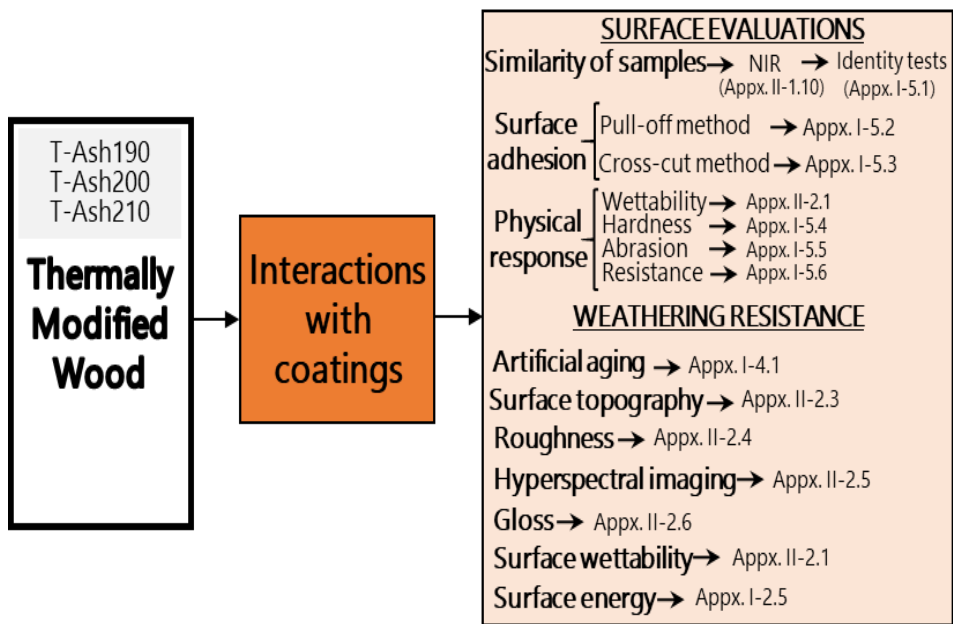 T-Ash190
T-Ash200
T-Ash210
Thermally
Modified
Wood
Interactions
with
coatings
SURFACE EVALUATIONS
Similarity of samples→ NIR → Identity tests
(Appx. II-1.10) (Appx. I-5.1)
Surface
adhesion
Pull-off method → Appx. I-5.2
Cross-cut method→ Appx. I-5.3
Physical
response
Wettability→ Appx. II-2.1
Hardness → Appx. I-5.4
Abrasion → Appx. I-5.5
Resistance→ Appx. I-5.6
WEATHERING RESISTANCE
Artificial aging → Appx. I-4.1
Surface topography→ Appx. II-2.3
Roughness→ Appx. II-2.4
Hyperspectral imaging→ Appx. II-2.5
Gloss→ Appx. II-2.6
Surface wettability→ Appx. II-2.1
Surface energy→ Appx. I-2.5